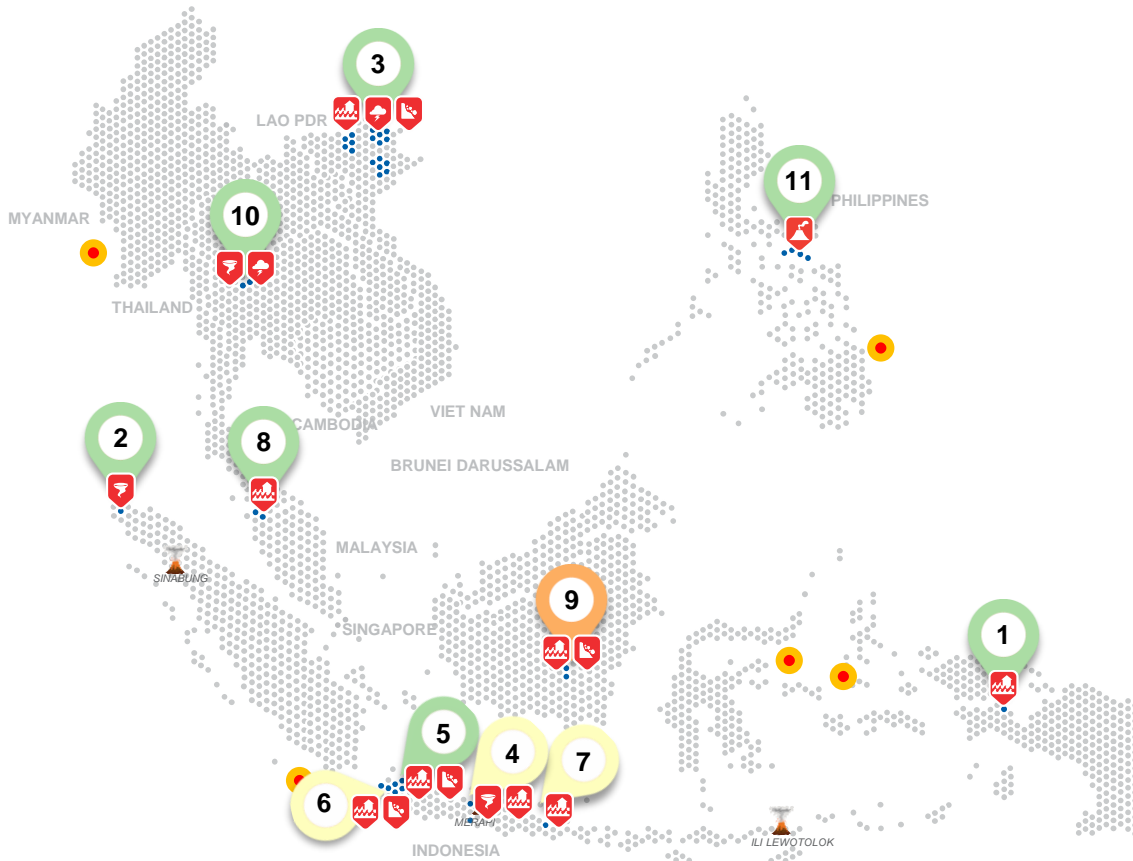 3
LAO PDR
11
PHILIPPINES
10
MYANMAR
THAILAND
2
8
CAMBODIA
VIET NAM
BRUNEI DARUSSALAM
MALAYSIA
SINABUNG
9
SINGAPORE
1
5
4
7
6
MERAPI
ILI LEWOTOLOK
INDONESIA